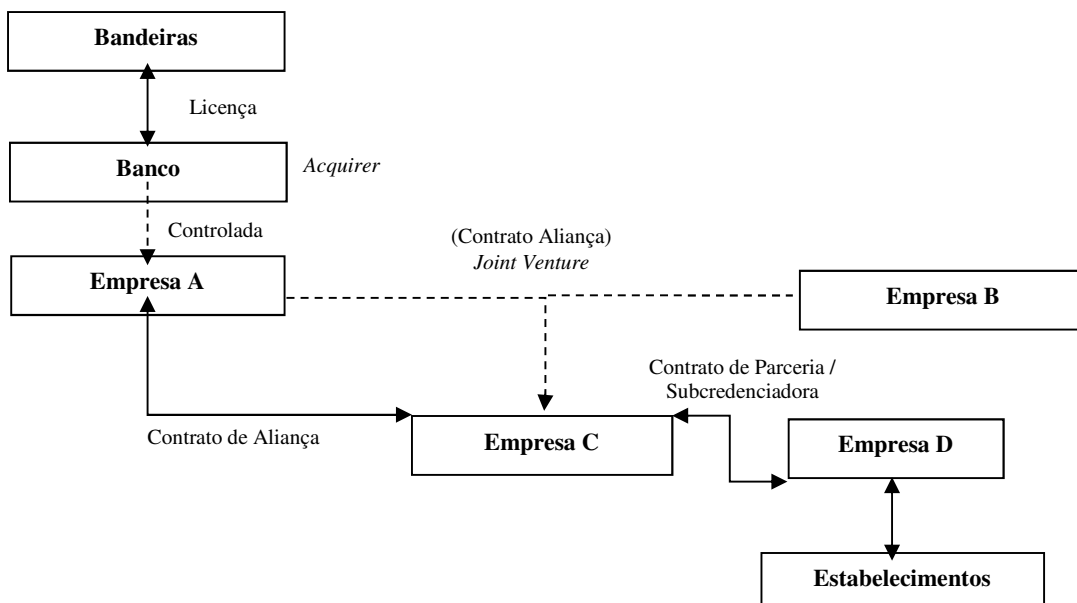 Bandeiras
Licença
Banco
Acquirer
Controlada
(Contrato Aliança)
Joint Venture
Empresa A
Empresa B
Contrato de Parceria /
Subcredenciadora
Contrato de Aliança
Empresa C
Empresa D
Estabelecimentos